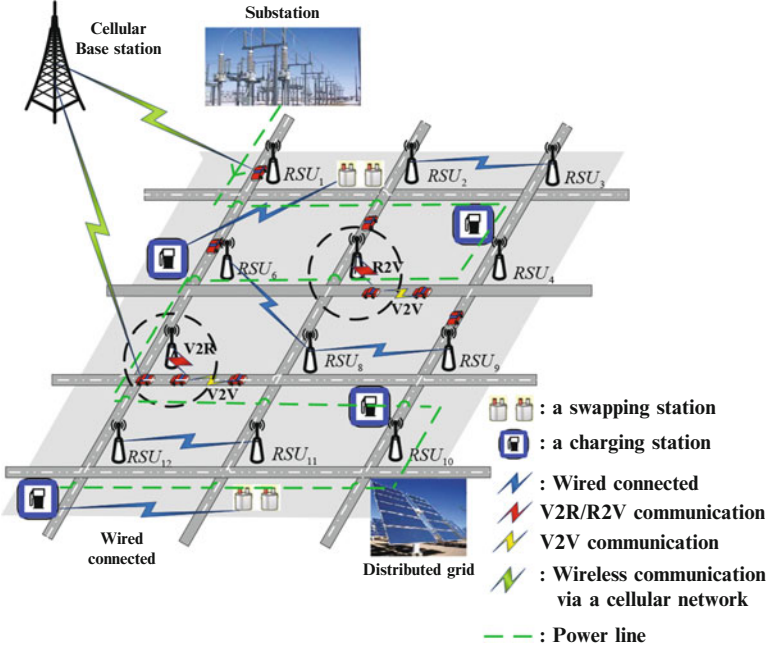 Cellular
Base station
Substation
RSU1
RSU2
RSU3
RSU6
R2V
RSU4
V2V
V2R
RSU8
RSU9
V2V
RSU12
RSU11
RSU10
Wired
connected
Distributed grid
: a swapping station
: a charging station
: Wired connected
V2R/R2V communication
V2V communication
: Wireless communication
via a cellular network
: Power line